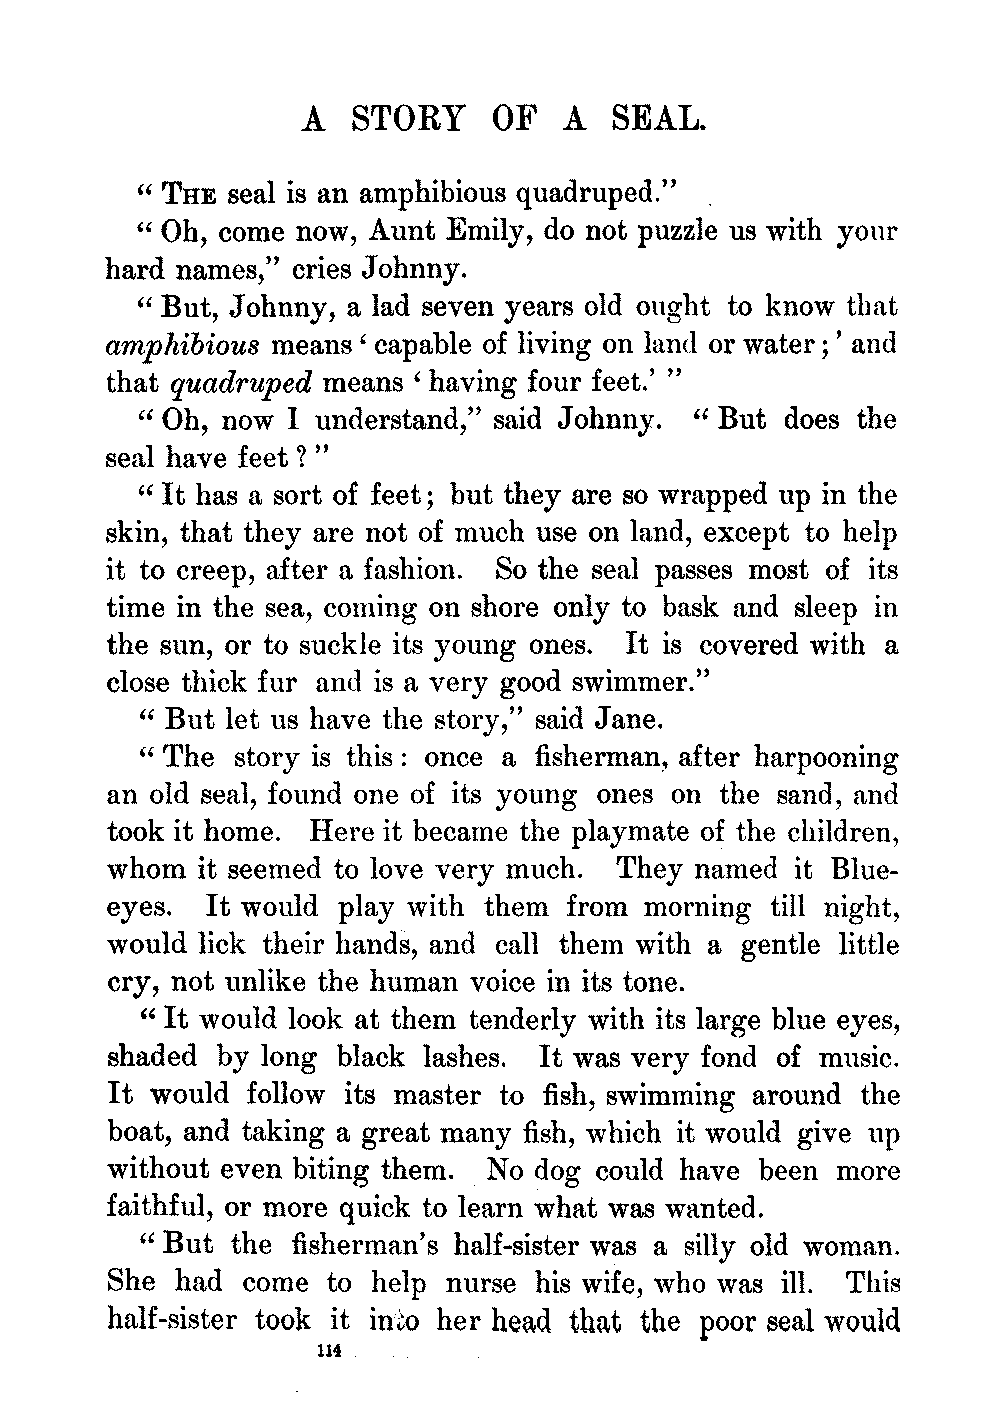 A STORY OF A SEAL.
“ THE seal is an amphibious quadruped.”
“ Oh, come now, Aunt Emily, do not puzzle us with your
hard names,” cries Johnny.
“ But, Johnny, a lad seven years old ought to know that
amphibious means ‘ capable of living on land or water ; ’ and
that quadruped means ‘ having four feet.’ ”
“ Oh, now I understand,” said Johnny. “ But does the
seal have feet ? ”
“ It has a sort of feet ; but they are so wrapped up in the
skin, that they are not of much use on land, except to help
it to creep, after a fashion. So the seal passes most of its
time in the sea, coming on shore only to bask and sleep in
the sun, or to suckle its young ones. It is covered with a
close thick fur and is a very good swimmer.”
“ But let us have the story,” said Jane.
“ The story is this : once a fisherman, after harpooning
an old seal, found one of its young ones on the sand, and
took it home. Here it became the playmate of the children,
whom it seemed to love very much. They named it Blue-
eyes. It would play with them from morning till night,
would lick their hands, and call them with a gentle little
cry, not unlike the human voice in its tone.
“ It would look at them tenderly with its large blue eyes,
shaded by long black lashes. It was very fond of music.
It would follow its master to fish, swimming around the
boat, and taking a great many fish, which it would give up
without even biting them. No dog could have been more
faithful, or more quick to learn what was wanted.
“ But the fisherman’s half-sister was a silly old woman.
She had come to help nurse his wife, who was ill. This
half-sister took it into her head that the poor seal would
114